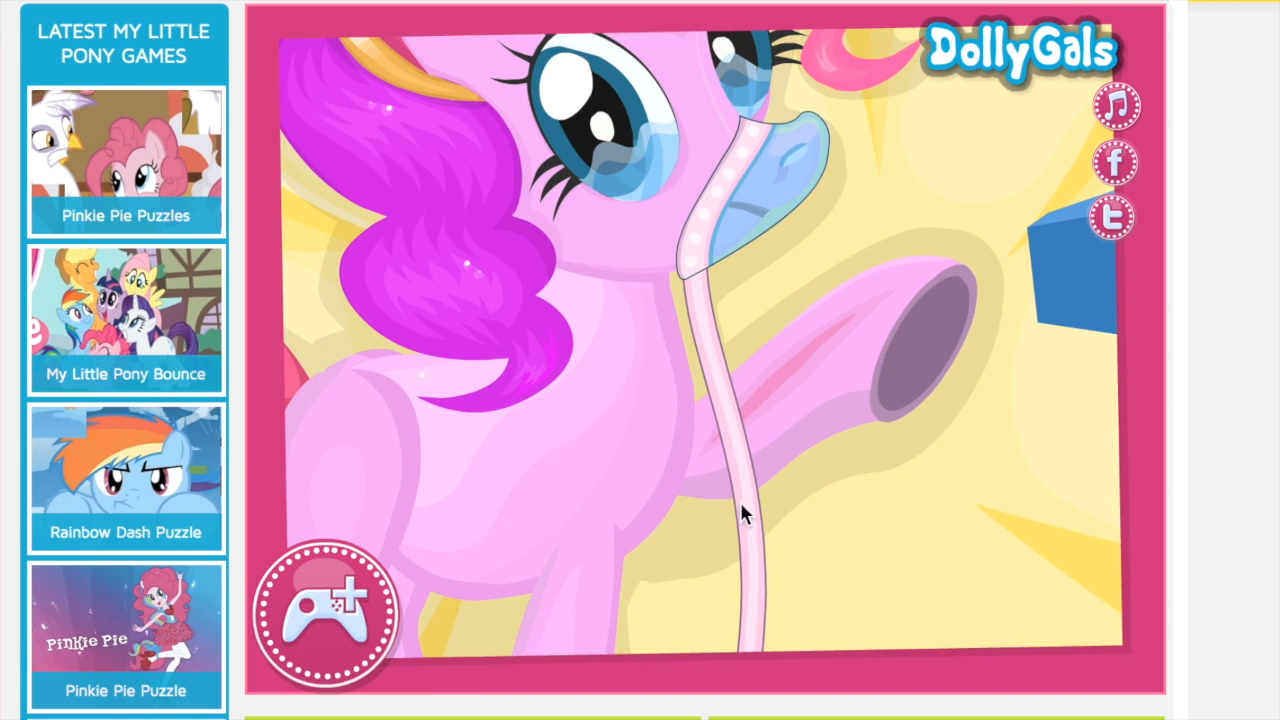 LATEST MY LITTLE
PONY GAMES
Pinkie Pie Puzzles
My Little Pony Bounce
Rainbow Dash Puzzle
PiNKiE PiE
Pinkie Pie Puzzle
DollyGals
f
t